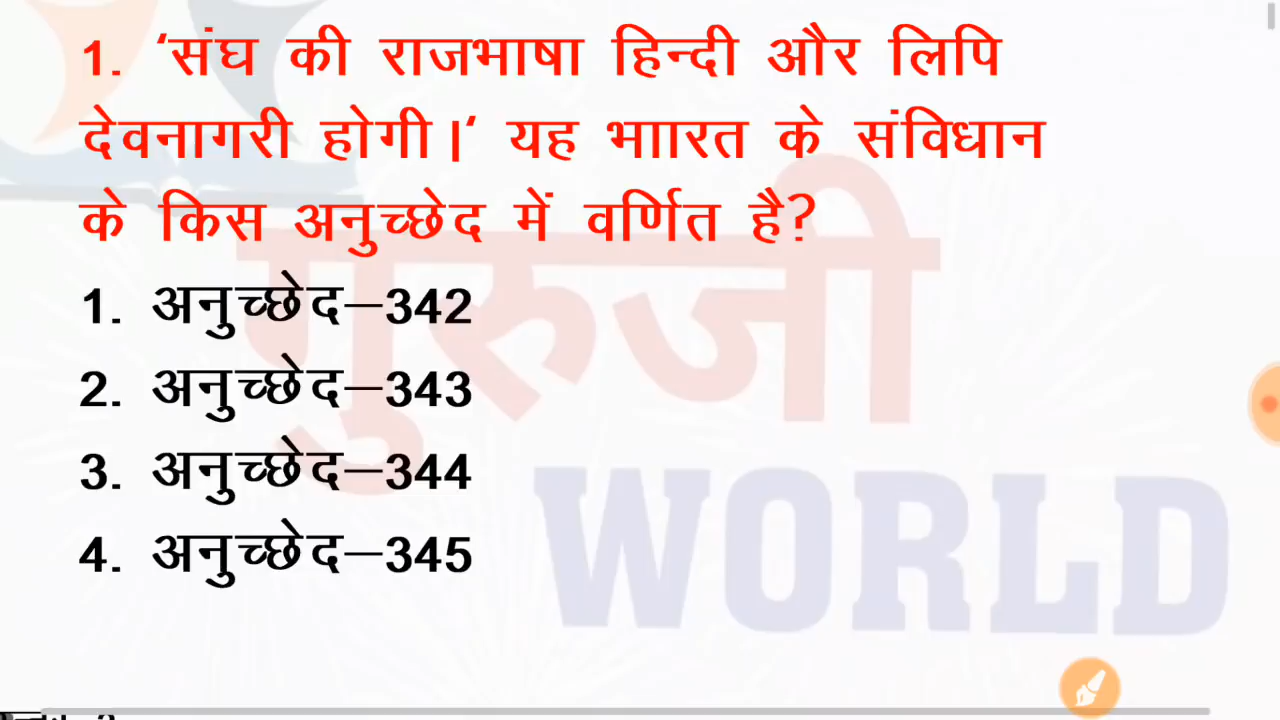 1. ‘संघ की राजभाषा हिन्दी और लिपि
देवनागरी होगी।‘ यह भाारत के संविधान
के किस अनुच्छेद में वर्णित है?
1. अनुच्छेद–342
2. अनुच्छेद–343
3. अनुच्छेद–344
4. अनुच्छेद–345
गुरुजी
WORLD